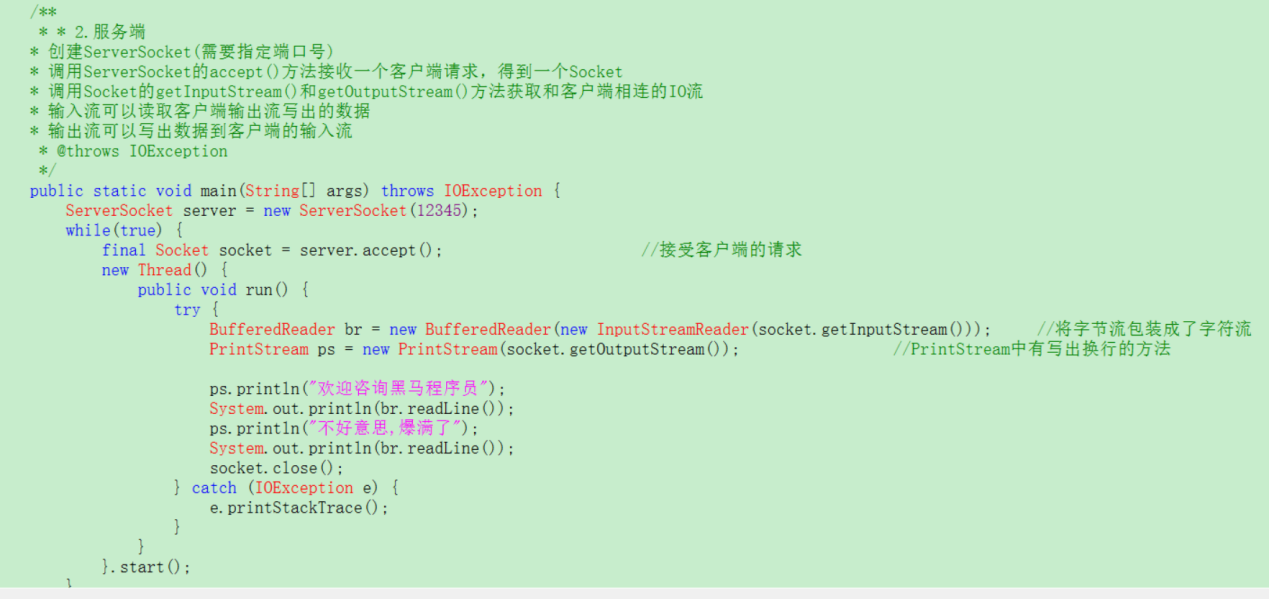 /**
* * 2.服务端
* 创建ServerSocket(需要指定端口号)
* 调用ServerSocket的accept()方法接收一个客户端请求，得到一个Socket
* 调用Socket的getInputStream()和getOutputStream()方法获取和客户端相连的IO流
* 输入流可以读取客户端输出流写出的数据
* 输出流可以写出数据到客户端的输入流
* @throws IOException
*/
public static void main(String[] args) throws IOException {
ServerSocket server = new ServerSocket(12345);
while(true) {
final Socket socket = server.accept(); //接受客户端的请求
new Thread() {
public void run() {
try {
BufferedReader br = new BufferedReader(new InputStreamReader(socket.getInputStream())); //将字节流包装成了字符流
PrintStream ps = new PrintStream(socket.getOutputStream()); //PrintStream中有写出换行的方法
ps.println("欢迎咨询黑马程序员");
System.out.println(br.readLine());
ps.println("不好意思,爆满了");
System.out.println(br.readLine());
socket.close();
} catch (IOException e) {
e.printStackTrace();
}
}
}.start();
}